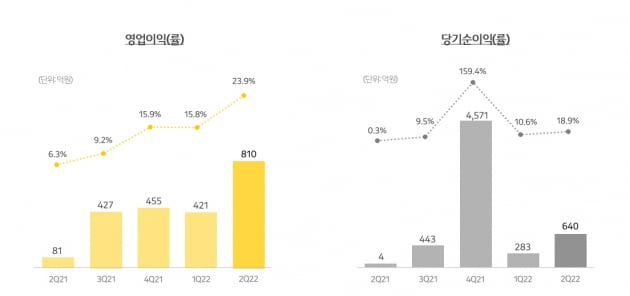 영업이익(률)
(단위:억원)
23.9%
15.9%
15.8%
9.2%
6.3%
810
427
455
421
81
2Q21
3Q21
4Q21
1Q22
2Q22
당기순이익(률)
(단위:억원)
159.4%
0.3%
9.5%
10.6%
18.9%
4,571
443
640
283
4
2Q21
3Q21
4Q21
1Q22
2Q22